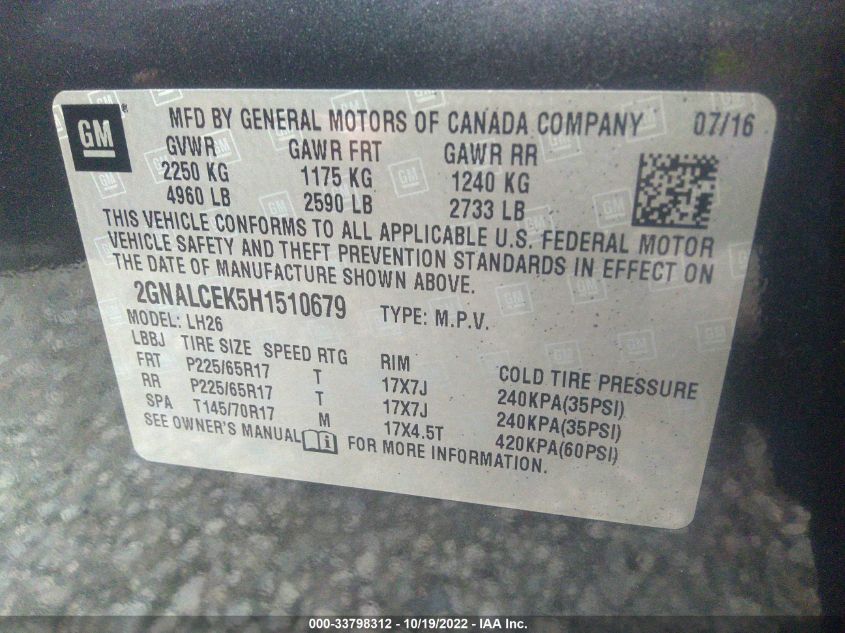 GM
MFD BY GENERAL MOTORS OF CANADA COMPANY 07/16
GVWR GAWR FRT GAWR RR
2250 KG 1175 KG 1240 KG
4960 LB 2590 LB 2733 LB
THIS VEHICLE CONFORMS TO ALL APPLICABLE U.S. FEDERAL MOTOR
VEHICLE SAFETY AND THEFT PREVENTION STANDARDS IN EFFECT ON
THE DATE OF MANUFACTURE SHOWN ABOVE.
2GNALCEK5H1510679 TYPE: M.P.V.
MODEL: LH26
LBBJ TIRE SIZE SPEED RTG RIM COLD TIRE PRESSURE
FRT P225/65R17 T 17X7J 240KPA(35PSI)
RR P225/65R17 T 17X7J 240KPA(35PSI)
SPA T145/70R17 M 17X4.5T 420KPA(60PSI)
SEE OWNER'S MANUAL FOR MORE INFORMATION.
000-33798312 - 10/19/2022 - IAA Inc.